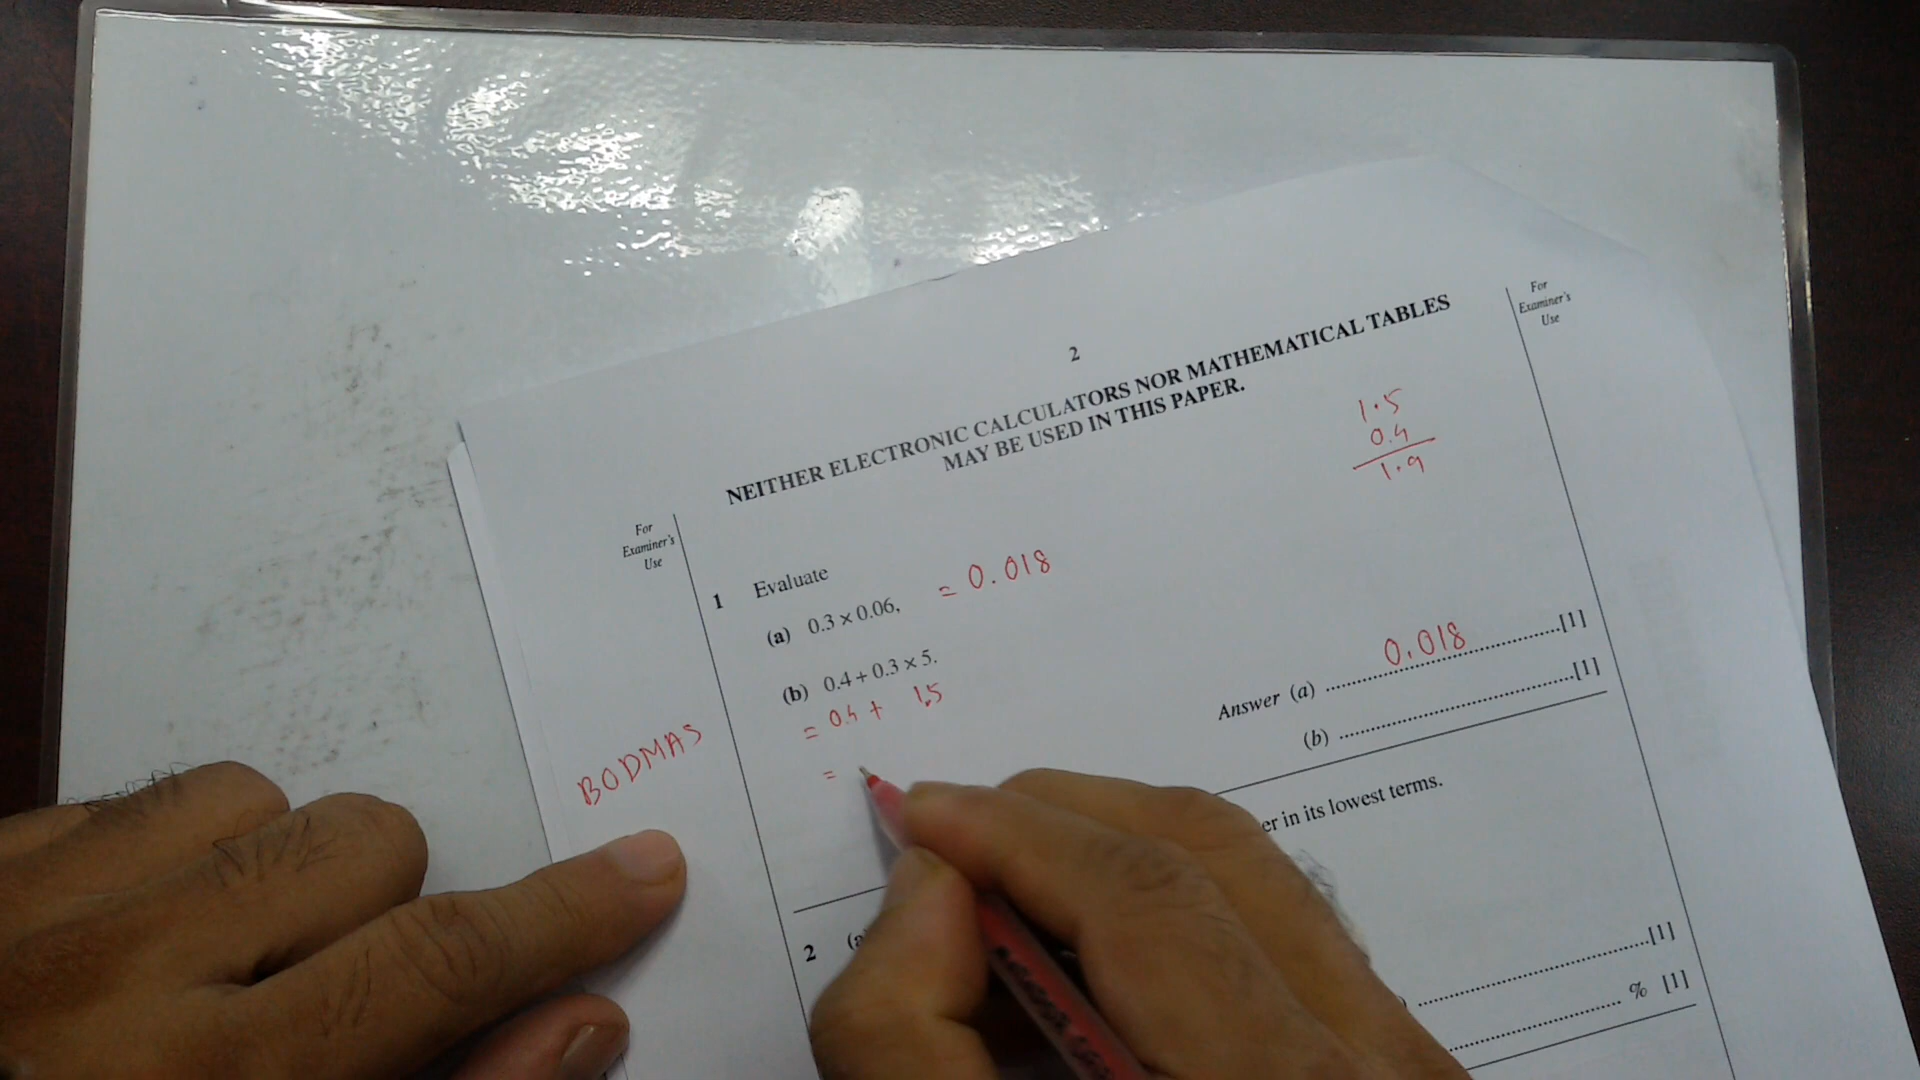 2
NEITHER ELECTRONIC CALCULATORS NOR MATHEMATICAL TABLES
MAY BE USED IN THIS PAPER.
For
Examiner's
Use
For
Examiner's
Use
1.5
0.4
1.9
1 Evaluate
(a) 0.3 × 0.06, = 0.018
(b) 0.4 + 0.3 × 5.
= 0.4 + 1.5
=
BODMAS
Answer (a) 0.018 [1]
(b) [1]
2 (a
er in its lowest terms.
) [1]
% [1]